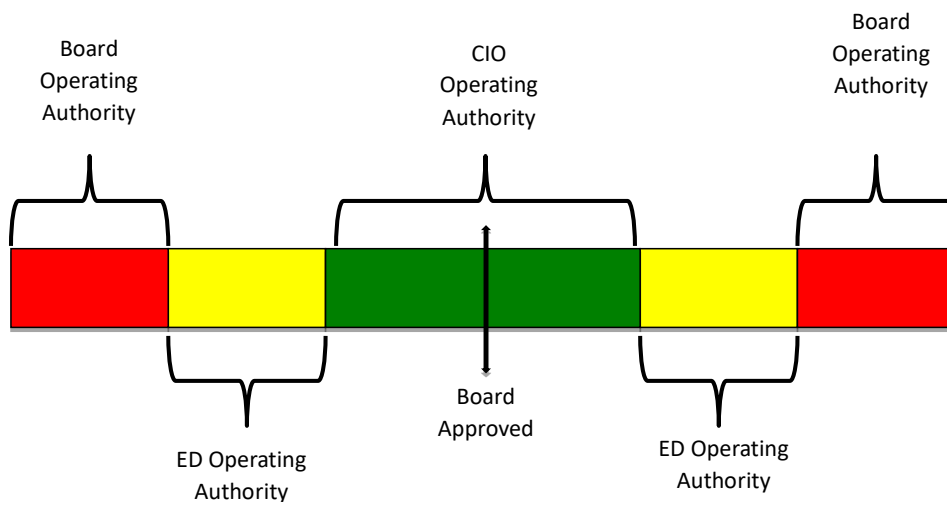 Board
Operating
Authority
CIO
Operating
Authority
Board
Operating
Authority
Board
Approved
ED Operating
Authority
ED Operating
Authority